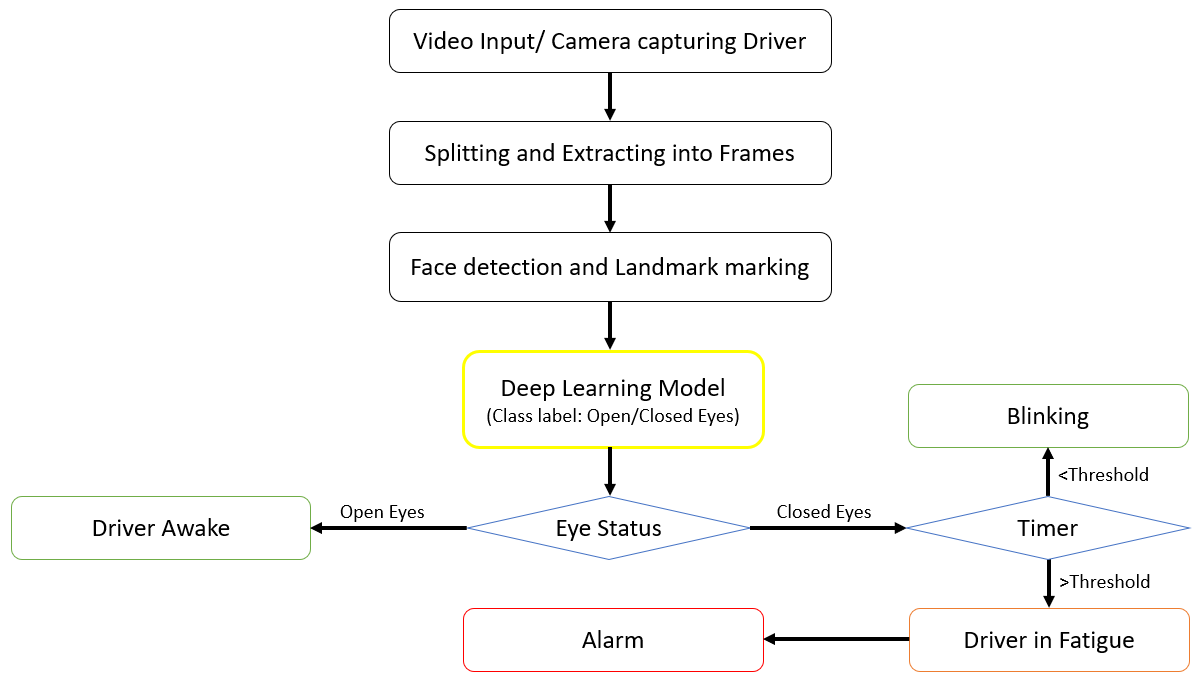 Video Input/ Camera capturing Driver
Splitting and Extracting into Frames
Face detection and Landmark marking
Deep Learning Model
(Class label: Open/Closed Eyes)
Blinking
<Threshold
Driver Awake
Open Eyes
Eye Status
Closed Eyes
Timer
>Threshold
Alarm
Driver in Fatigue